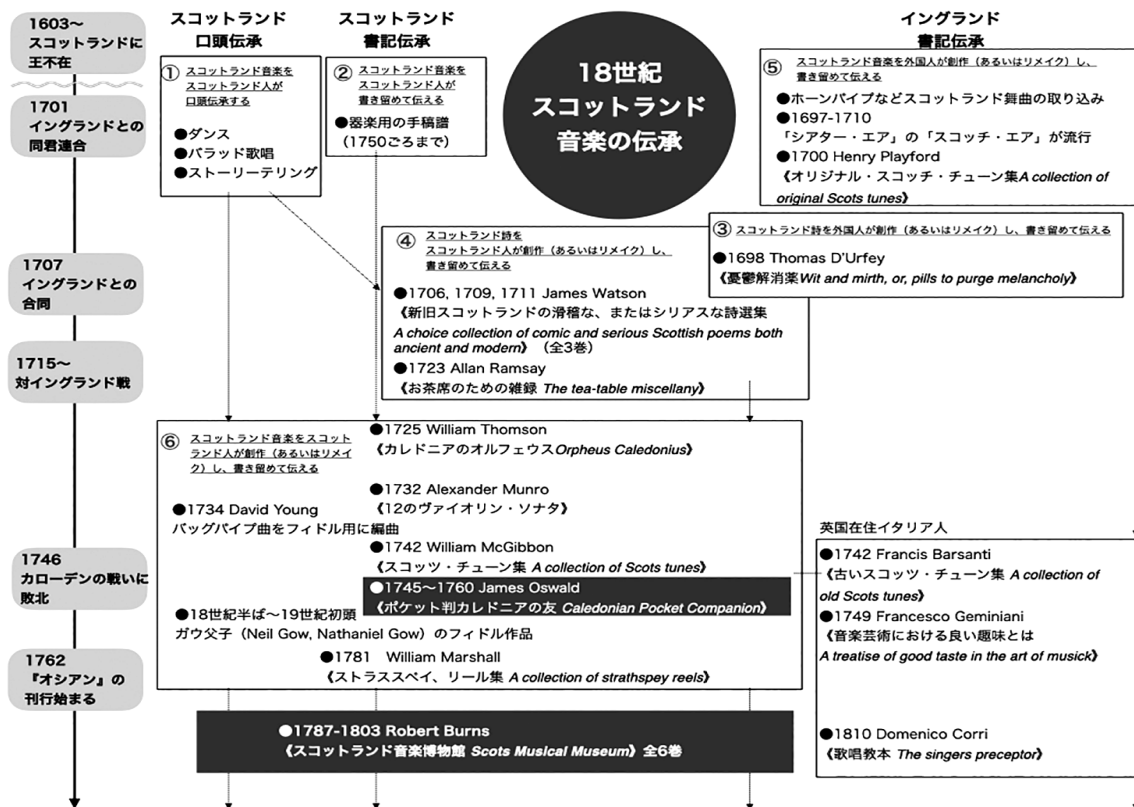 1603〜
スコットランドに
王不在
1701
イングランドとの
同君連合
1707
イングランドとの
合同
1715〜
対イングランド戦
1746
カローデンの戦いに
敗北
1762
『オシアン』の
刊行始まる
スコットランド
口頭伝承
スコットランド
書記伝承
18世紀
スコットランド
音楽の伝承
イングランド
書記伝承
① スコットランド音楽を
スコットランド人が
口頭伝承する
●ダンス
●バラッド歌唱
●ストーリーテリング
② スコットランド音楽を
スコットランド人が
書き留めて伝える
●器楽用の手稿譜
（1750ごろまで）
⑤ スコットランド音楽を外国人が創作（あるいはリメイク）し、
書き留めて伝える
●ホーンパイプなどスコットランド舞曲の取り込み
●1697-1710
「シアター・エア」の「スコッチ・エア」が流行
●1700 Henry Playford
《オリジナル・スコッチ・チューン集A collection of
original Scots tunes》
③ スコットランド詩を外国人が創作（あるいはリメイク）し、書き留めて伝える
●1698 Thomas D'Urfey
《憂鬱解消薬Wit and mirth, or, pills to purge melancholy》
④ スコットランド詩を
スコットランド人が創作（あるいはリメイク）し、
書き留めて伝える
●1706, 1709, 1711 James Watson
《新旧スコットランドの滑稽な、またはシリアスな詩選集
A choice collection of comic and serious Scottish poems both
ancient and modern》（全3巻）
●1723 Allan Ramsay
《お茶席のための雑録 The tea-table miscellany》
⑥ スコットランド音楽をスコット
ランド人が創作（あるいはリメイ
ク）し、書き留めて伝える
●1725 William Thomson
《カレドニアのオルフェウスOrpheus Caledonius》
●1732 Alexander Munro
《12のヴァイオリン・ソナタ》
●1734 David Young
バッグパイプ曲をフィドル用に編曲
●1742 William McGibbon
《スコッツ・チューン集 A collection of Scots tunes》
●1745〜1760 James Oswald
《ポケット判カレドニアの友 Caledonian Pocket Companion》
●18世紀半ば〜19世紀初頭
ガウ父子（Neil Gow, Nathaniel Gow）のフィドル作品
●1781 William Marshall
《ストラススペイ、リール集 A collection of strathspey reels》
●1787-1803 Robert Burns
《スコットランド音楽博物館 Scots Musical Museum》全6巻
英国在住イタリア人
●1742 Francis Barsanti
《古いスコッツ・チューン集 A collection of
old Scots tunes》
●1749 Francesco Geminiani
《音楽芸術における良い趣味とは
A treatise of good taste in the art of musick》
●1810 Domenico Corri
《歌唱教本 The singers preceptor》